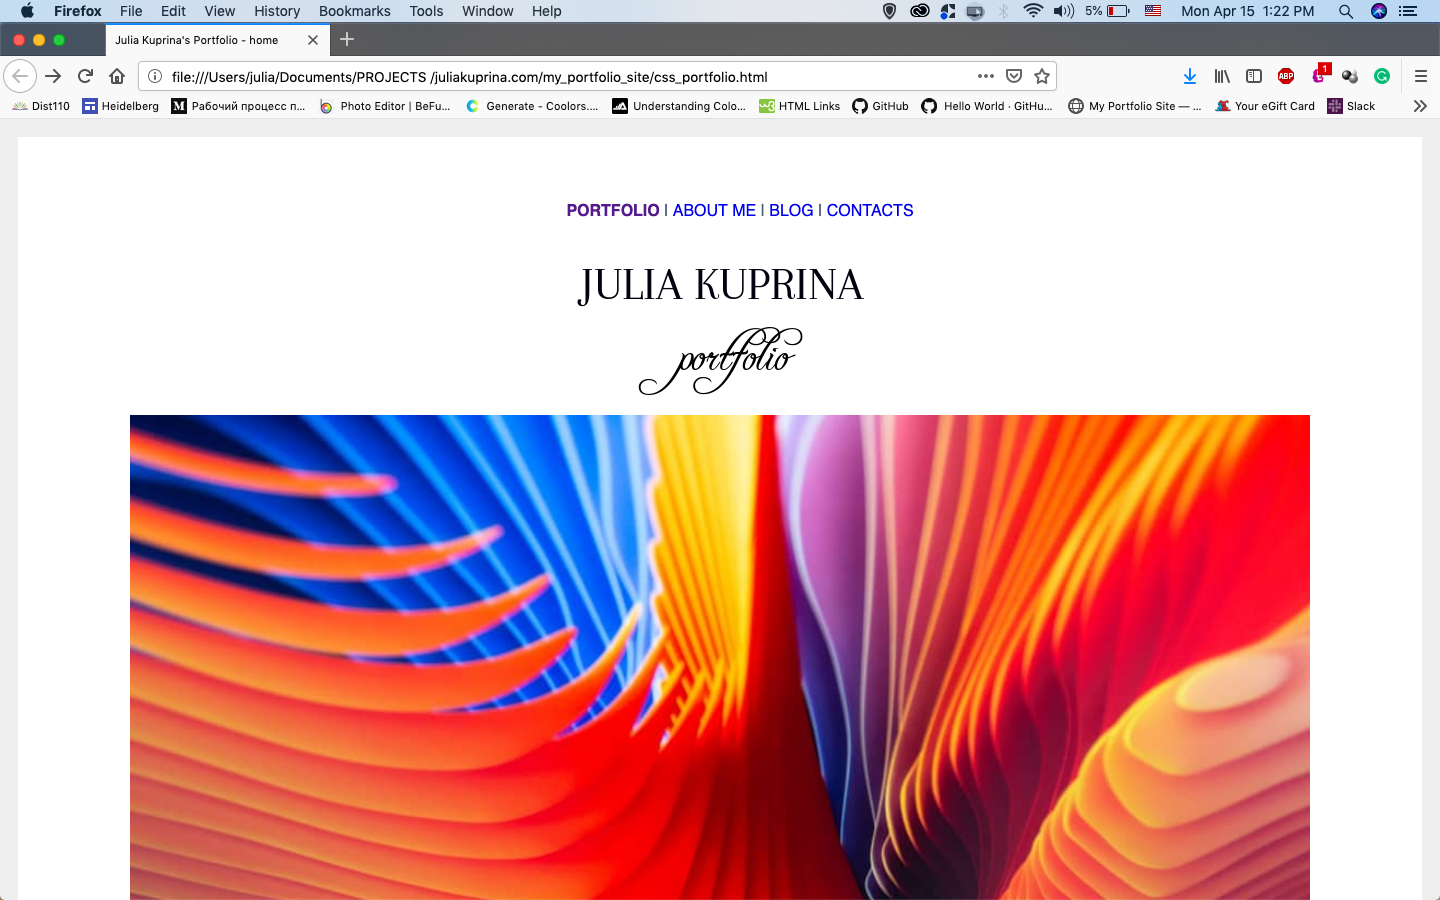 Firefox File Edit View History Bookmarks Tools Window Help 5% Mon Apr 15 1:22 PM
Julia Kuprina's Portfolio - home
file:///Users/julia/Documents/PROJECTS /juliakuprina.com/my_portfolio_site/css_portfolio.html ABP 1
Dist110 Heidelberg M Рабочий процесс п... Photo Editor | BeFu... Generate - Coolors.... Understanding Colo... w3 HTML Links GitHub Hello World · GitHu... My Portfolio Site — ... Your eGift Card Slack
PORTFOLIO | ABOUT ME | BLOG | CONTACTS
JULIA KUPRINA
portfolio